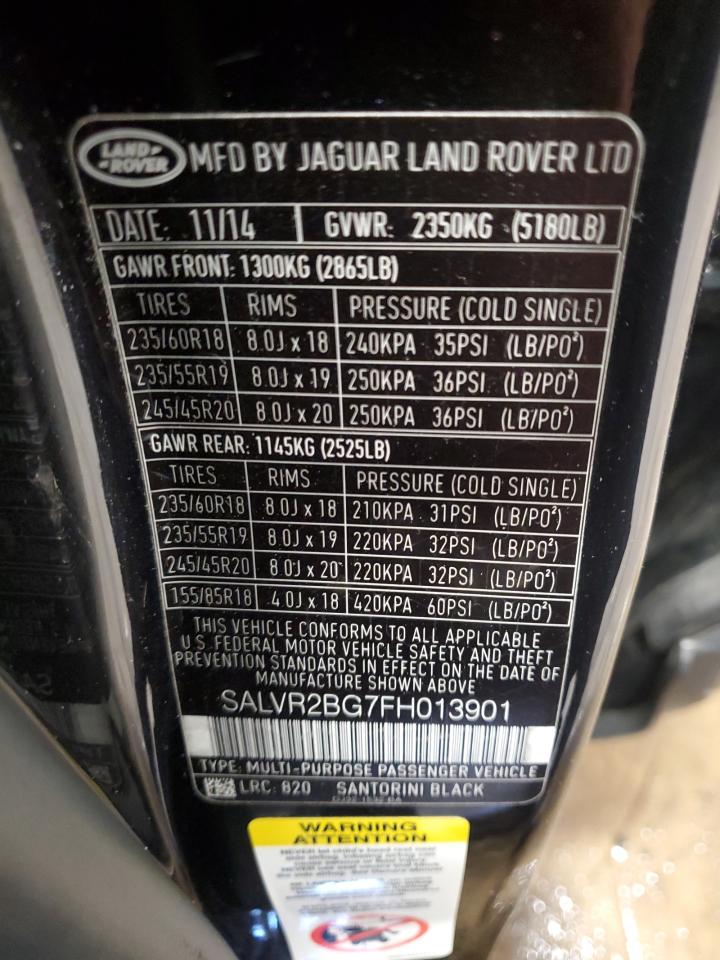 LAND ROVER MFD BY JAGUAR LAND ROVER LTD
DATE: 11/14 GVWR: 2350KG (5180LB)
GAWR FRONT: 1300KG (2865LB)
TIRES RIMS PRESSURE (COLD SINGLE)
235/60R18 8.0J x 18 240KPA 35PSI (LB/PO²)
235/55R19 8.0J x 19 250KPA 36PSI (LB/PO²)
245/45R20 8.0J x 20 250KPA 36PSI (LB/PO²)
GAWR REAR: 1145KG (2525LB)
TIRES RIMS PRESSURE (COLD SINGLE)
235/60R18 8.0J x 18 210KPA 31PSI (LB/PO²)
235/55R19 8.0J x 19 220KPA 32PSI (LB/PO²)
245/45R20 8.0J x 20 220KPA 32PSI (LB/PO²)
155/85R18 4.0J x 18 420KPA 60PSI (LB/PO²)
THIS VEHICLE CONFORMS TO ALL APPLICABLE
U.S. FEDERAL MOTOR VEHICLE SAFETY AND THEFT
PREVENTION STANDARDS IN EFFECT ON THE DATE OF
MANUFACTURE SHOWN ABOVE
SALVR2BG7FH013901
TYPE: MULTI-PURPOSE PASSENGER VEHICLE
LRC: 820 SANTORINI BLACK
WARNING
ATTENTION